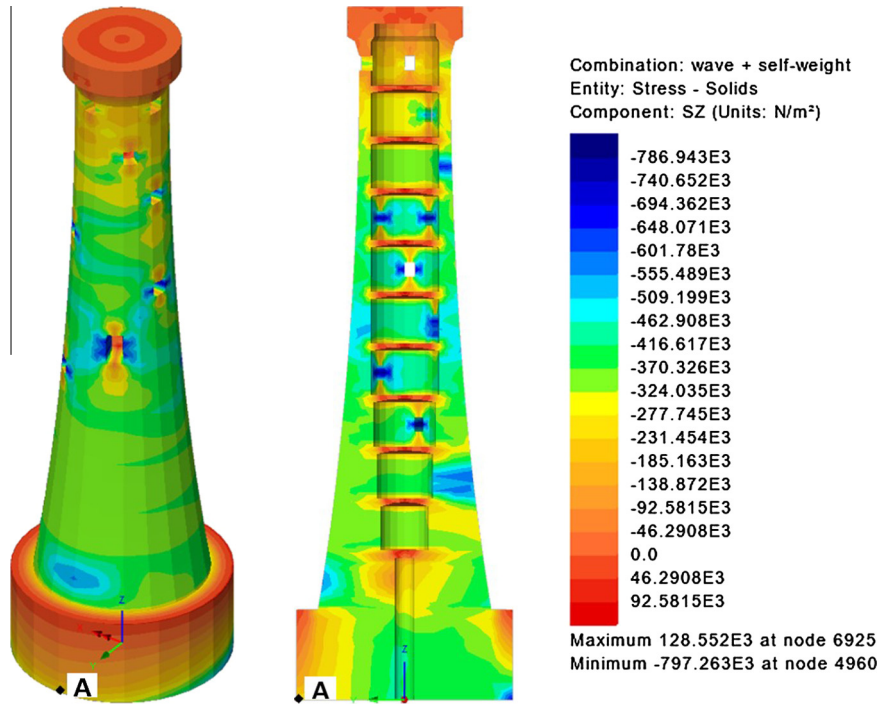 Combination: wave + self-weight
Entity: Stress - Solids
Component: SZ (Units: N/m²)
-786.943E3
-740.652E3
-694.362E3
-648.071E3
-601.78E3
-555.489E3
-509.199E3
-462.908E3
-416.617E3
-370.326E3
-324.035E3
-277.745E3
-231.454E3
-185.163E3
-138.872E3
-92.5815E3
-46.2908E3
0.0
46.2908E3
92.5815E3
Maximum 128.552E3 at node 6925
Minimum -797.263E3 at node 4960
Z
X
Y
A
Z
Y
A